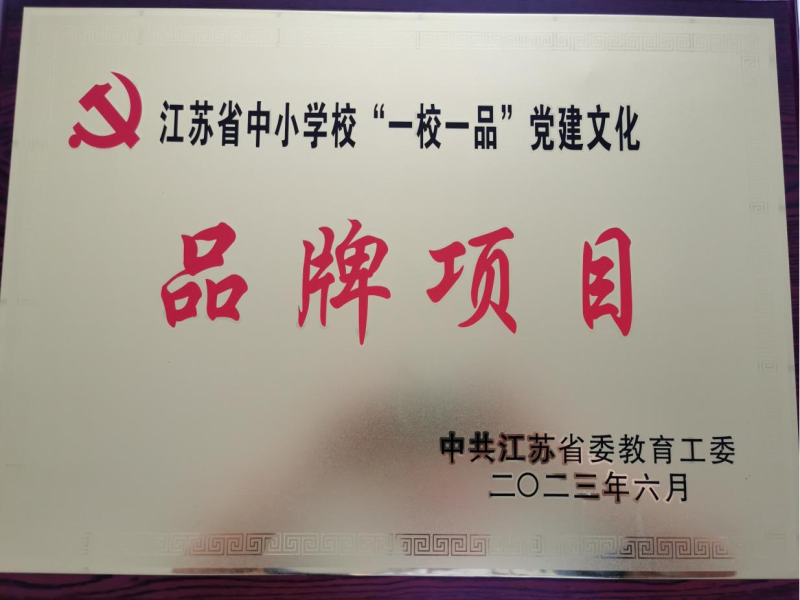 江苏省中小学校“一校一品”党建文化
品牌项目
中共江苏省委教育工委
二〇二三年六月